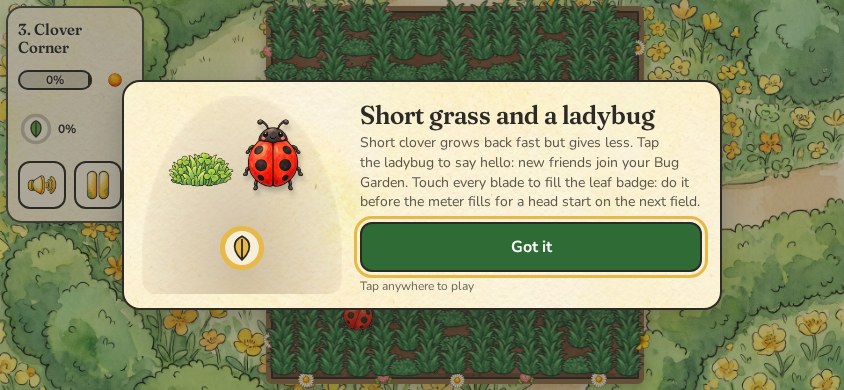 3. Clover
Corner
0%
0%
Short grass and a ladybug
Short clover grows back fast but gives less. Tap
the ladybug to say hello: new friends join your Bug
Garden. Touch every blade to fill the leaf badge: do it
before the meter fills for a head start on the next field.
Got it
Tap anywhere to play